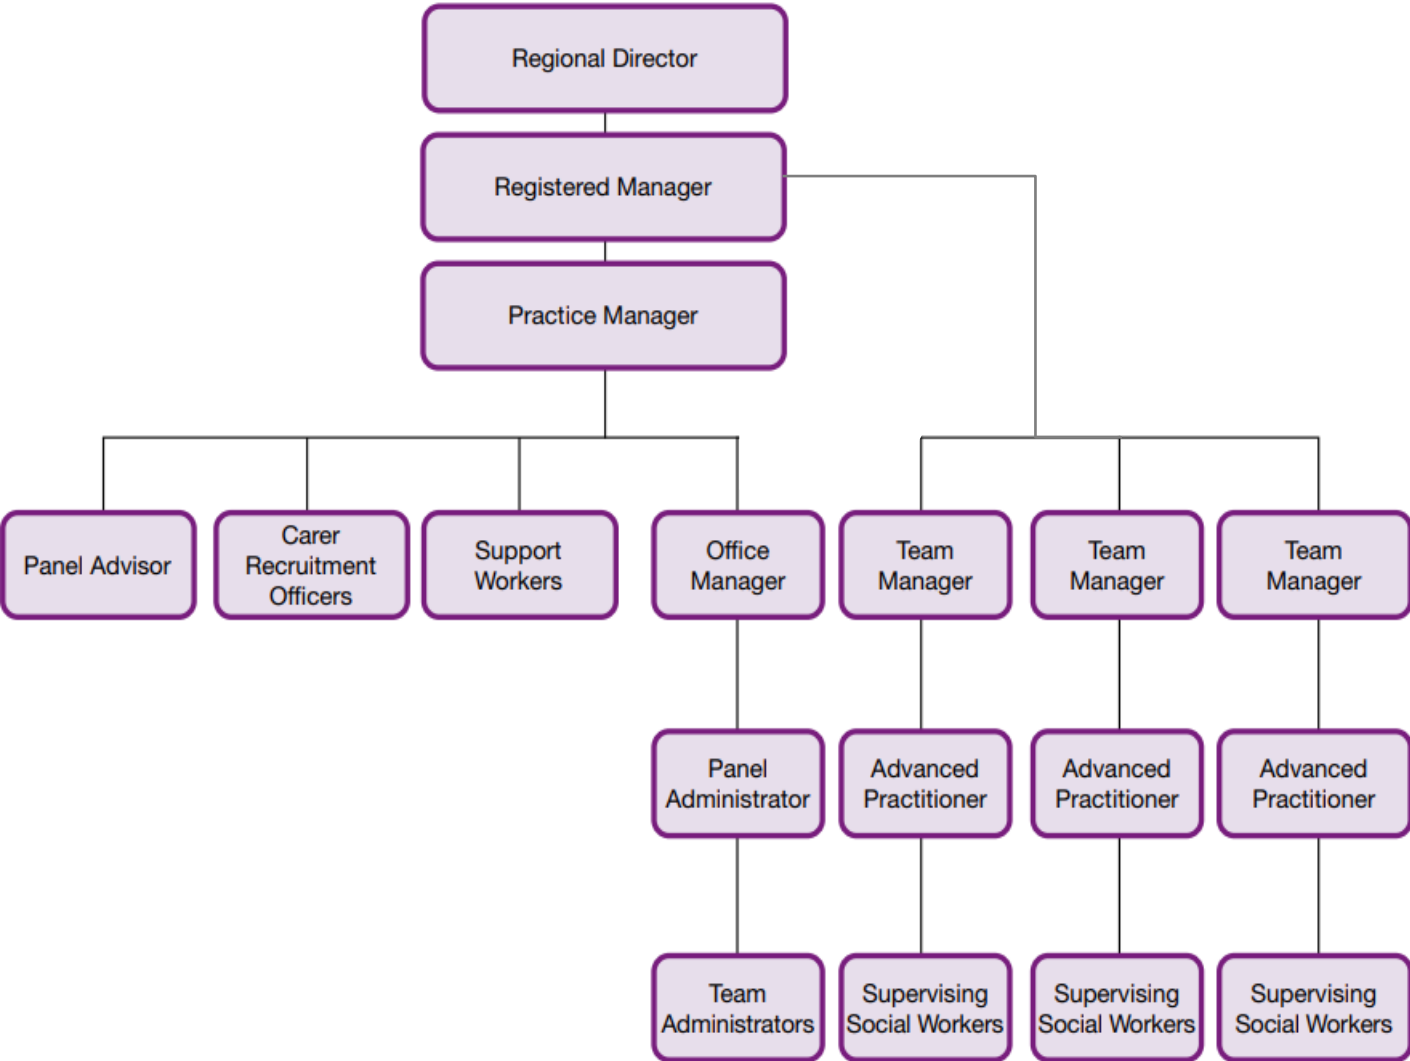 Regional Director
Registered Manager
Practice Manager
Panel Advisor
Carer
Recruitment
Officers
Support
Workers
Office
Manager
Team
Manager
Team
Manager
Team
Manager
Panel
Administrator
Advanced
Practitioner
Advanced
Practitioner
Advanced
Practitioner
Team
Administrators
Supervising
Social Workers
Supervising
Social Workers
Supervising
Social Workers